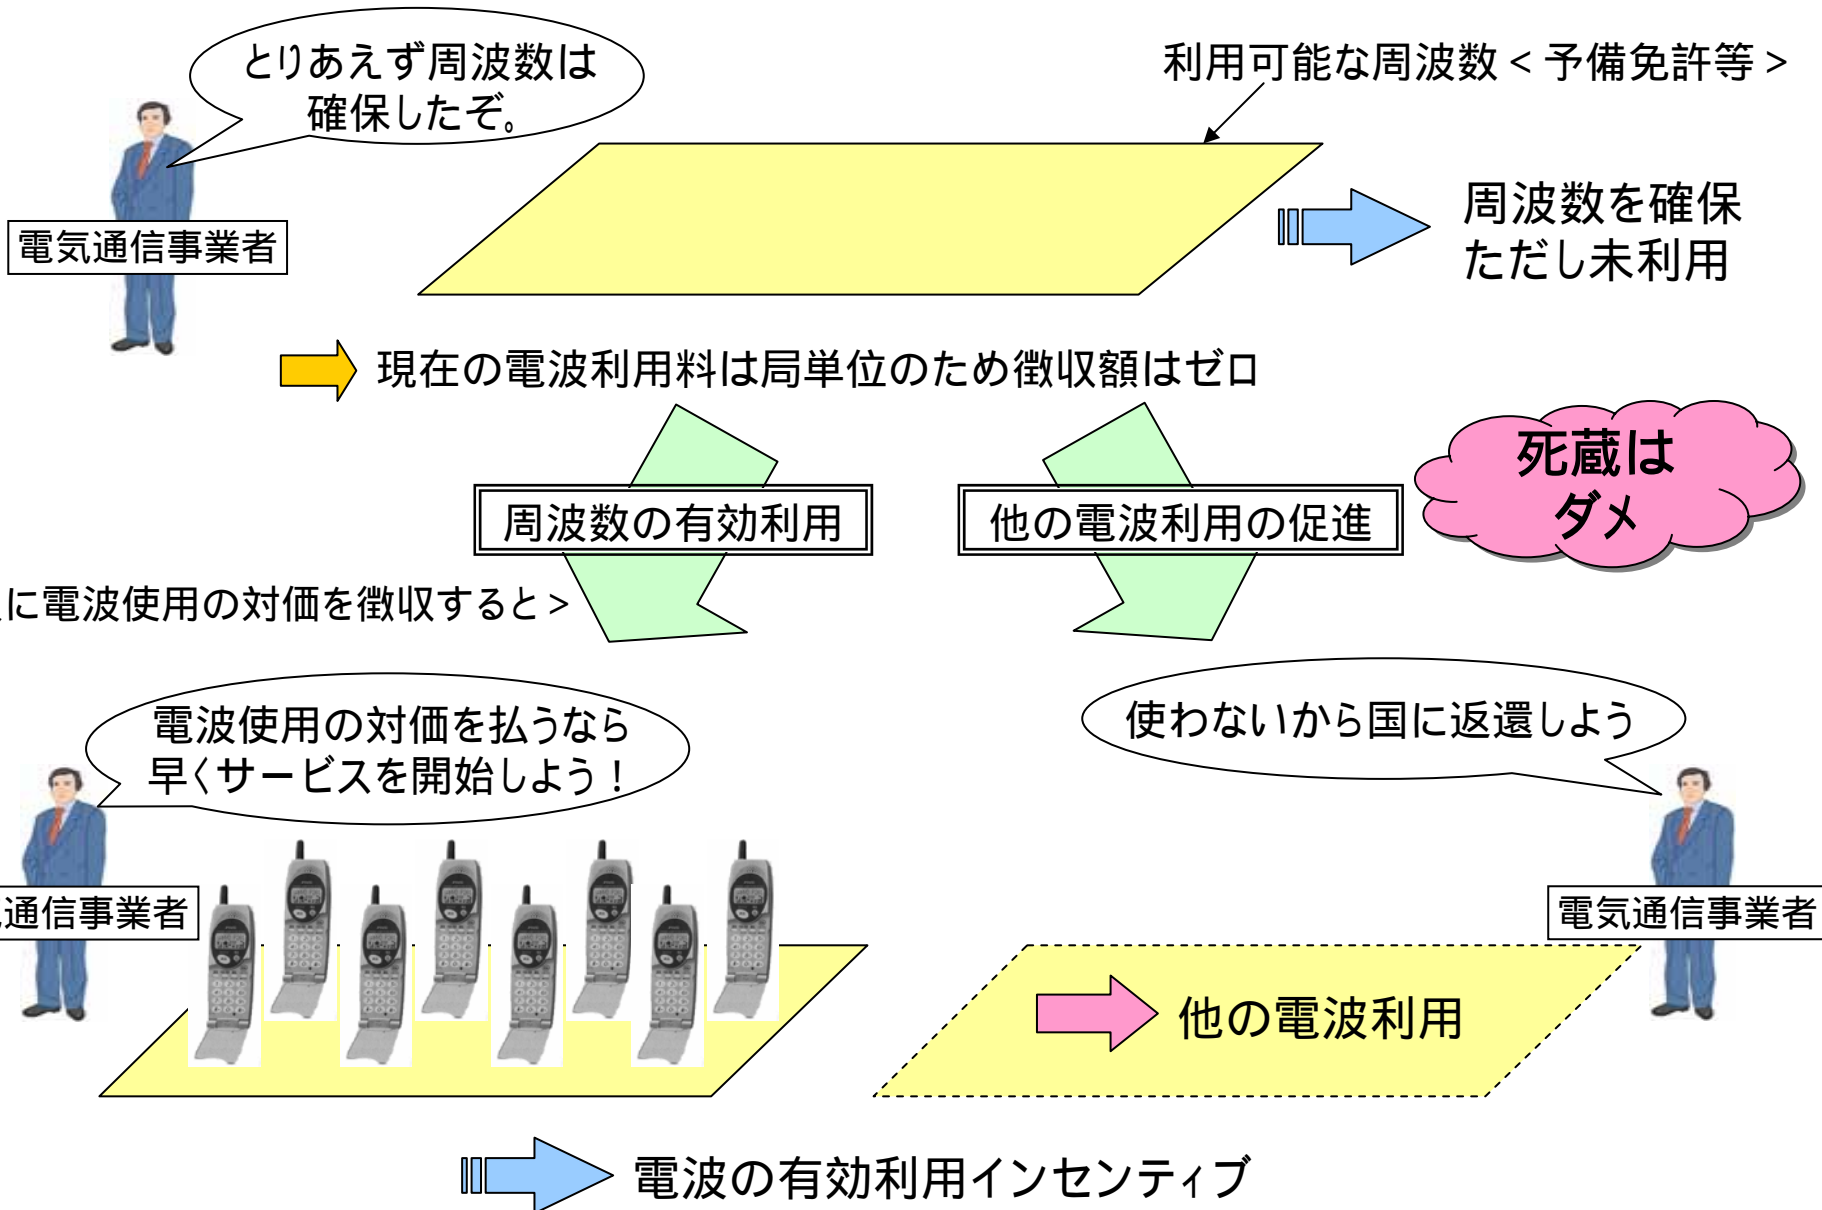 とりあえず周波数は
確保したぞ。
利用可能な周波数<予備免許等>
電気通信事業者
周波数を確保
ただし未利用
現在の電波利用料は局単位のため徴収額はゼロ
死蔵は
ダメ
周波数の有効利用
他の電波利用の促進
に電波使用の対価を徴収すると>
電波使用の対価を払うなら
早くサービスを開始しよう!
使わないから国に返還しよう
通信事業者
電気通信事業者
他の電波利用
電波の有効利用インセンティブ